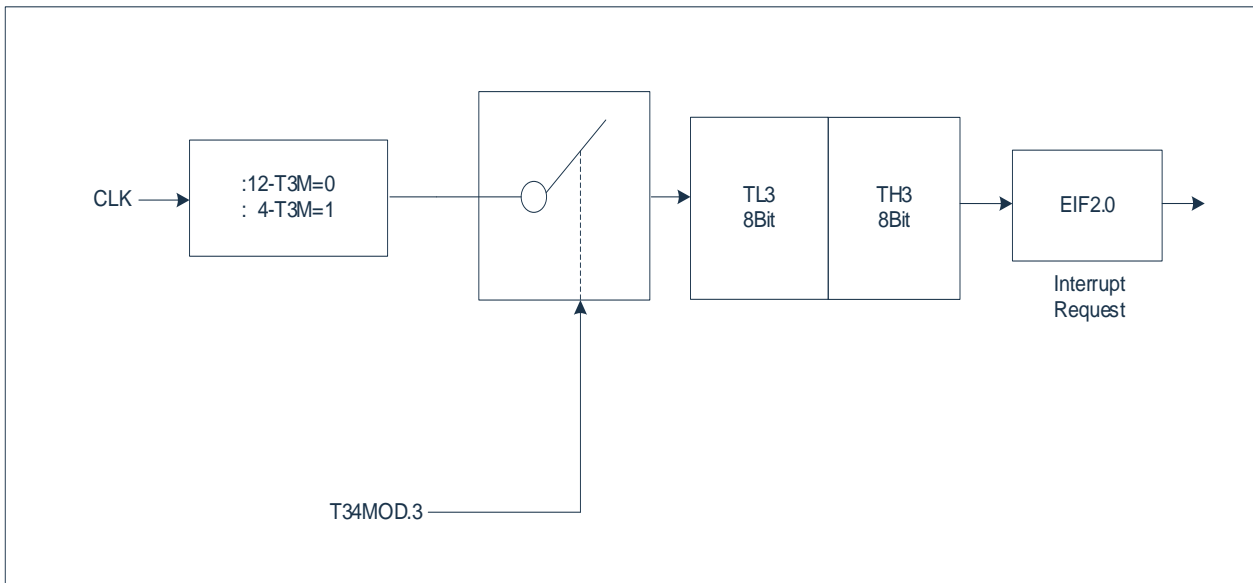 CLK
:12-T3M=0
: 4-T3M=1
TL3
8Bit
TH3
8Bit
EIF2.0
Interrupt
Request
T34MOD.3